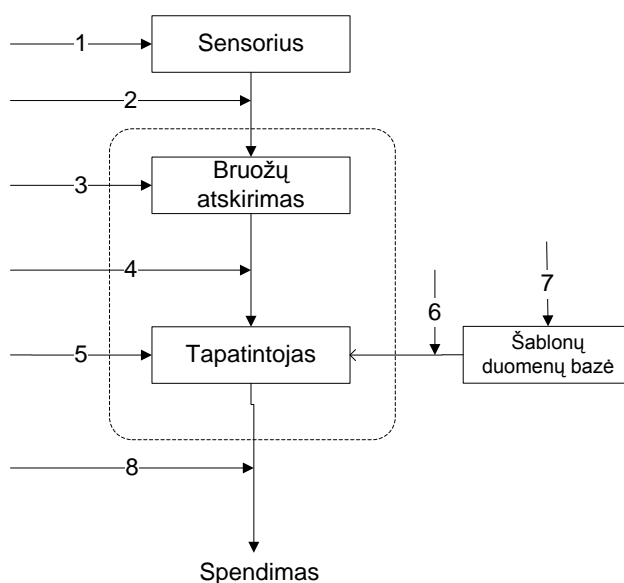 1
Sensorius
2
3
Bruožų
atskirimas
4
6
7
5
Tapatintojas
Šablonų
duomenų bazė
8
Spendimas